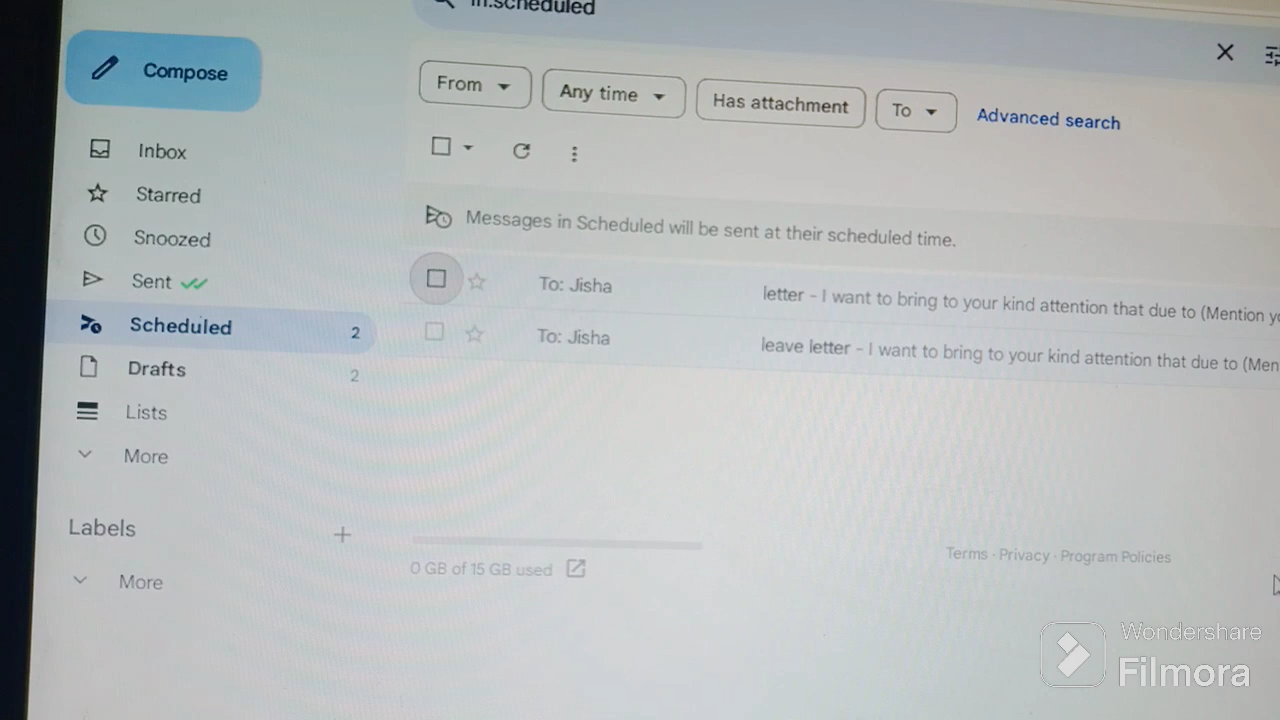 in:scheduled
Compose
From
Any time
Has attachment
To
Advanced search
Inbox
Starred
Snoozed
Sent
Scheduled 2
Drafts 2
Lists
More
Labels
More
Messages in Scheduled will be sent at their scheduled time.
To: Jisha letter - I want to bring to your kind attention that due to (Mention
To: Jisha leave letter - I want to bring to your kind attention that due to
0 GB of 15 GB used
Terms · Privacy · Program Policies
Wondershare
Filmora